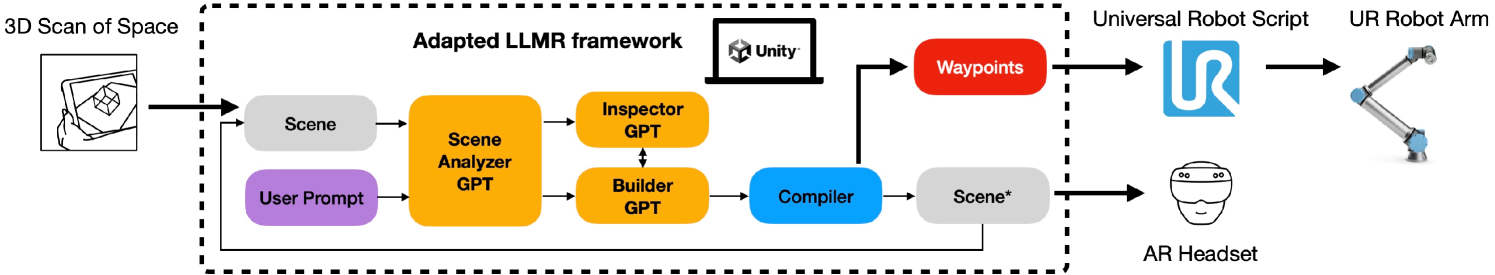 3D Scan of Space
Adapted LLMR framework
Unity
Universal Robot Script
UR Robot Arm
Waypoints
UR
Scene
Scene
Analyzer
GPT
Inspector
GPT
User Prompt
Builder
GPT
Compiler
Scene*
AR Headset